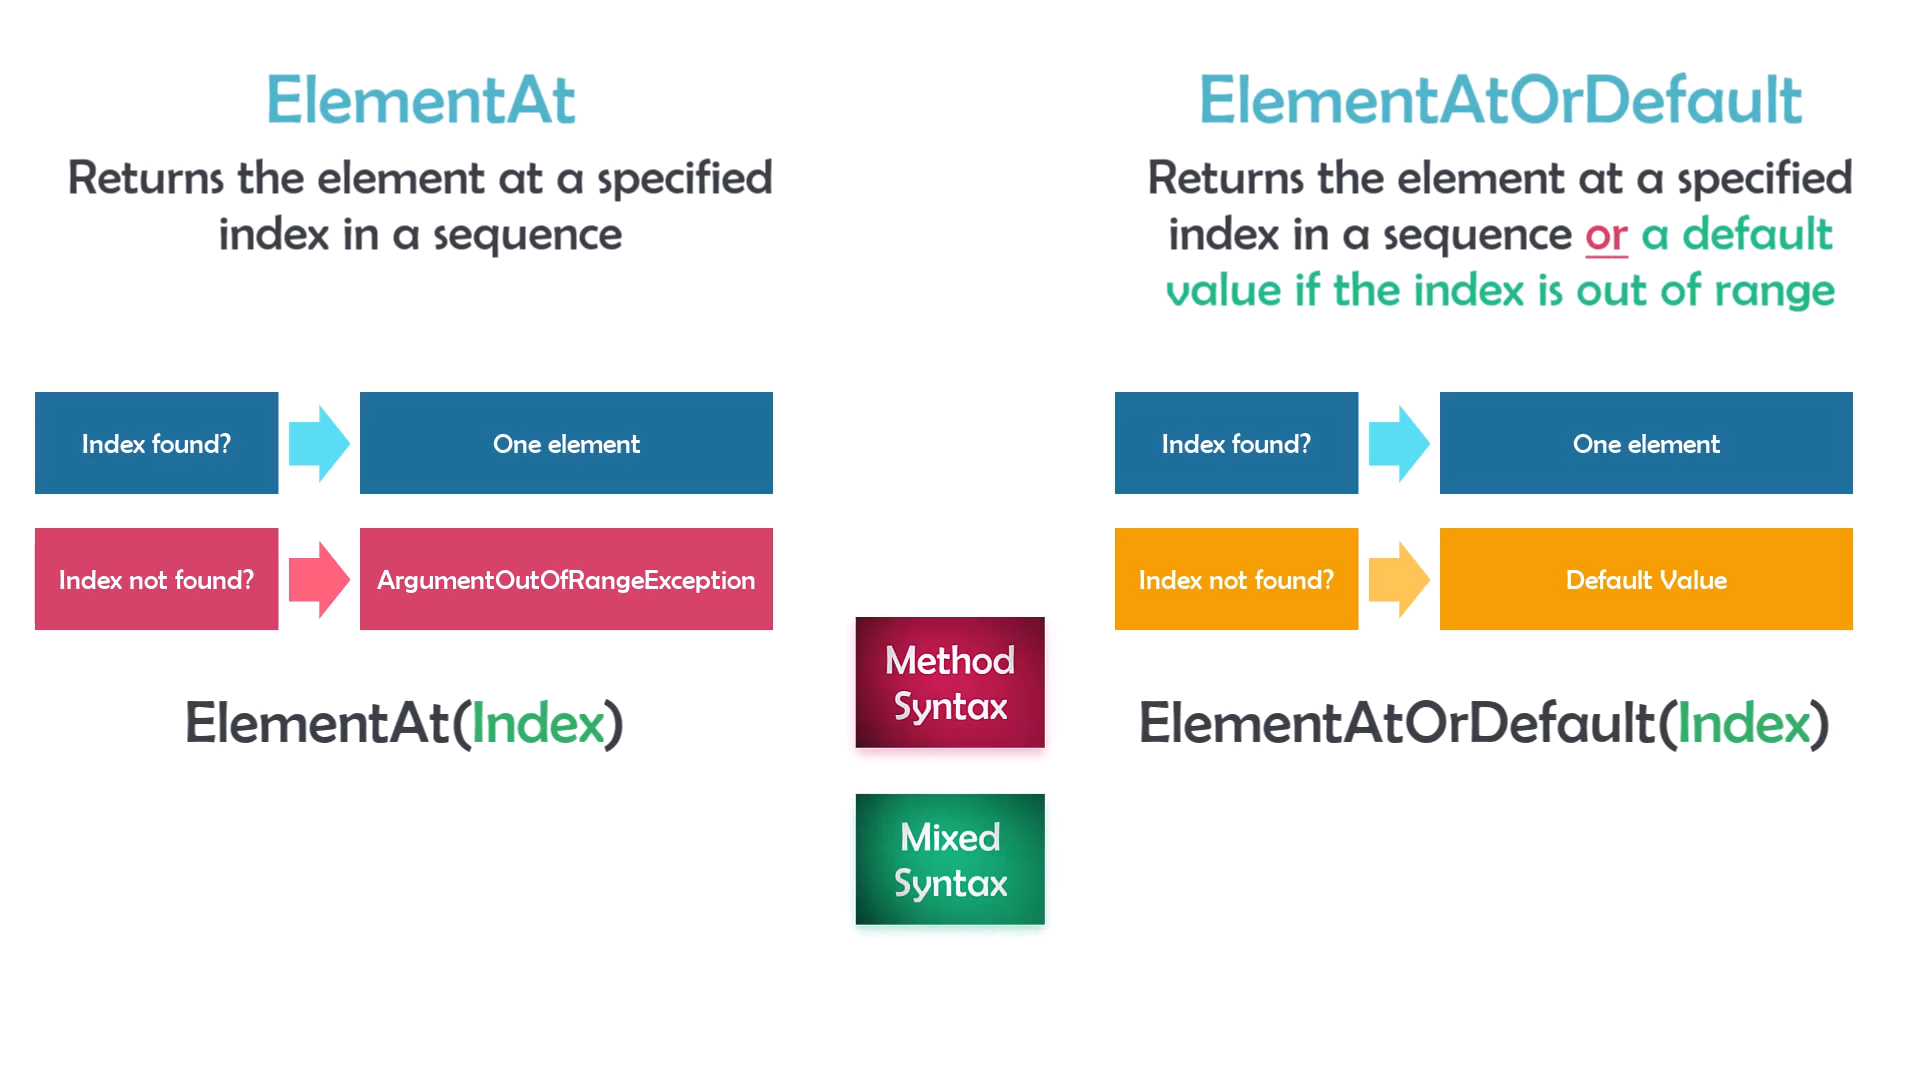 ElementAt
Returns the element at a specified
index in a sequence
Index found?
One element
Index not found?
ArgumentOutOfRangeException
ElementAt(Index)
Method
Syntax
Mixed
Syntax
ElementAtOrDefault
Returns the element at a specified
index in a sequence or a default
value if the index is out of range
Index found?
One element
Index not found?
Default Value
ElementAtOrDefault(Index)